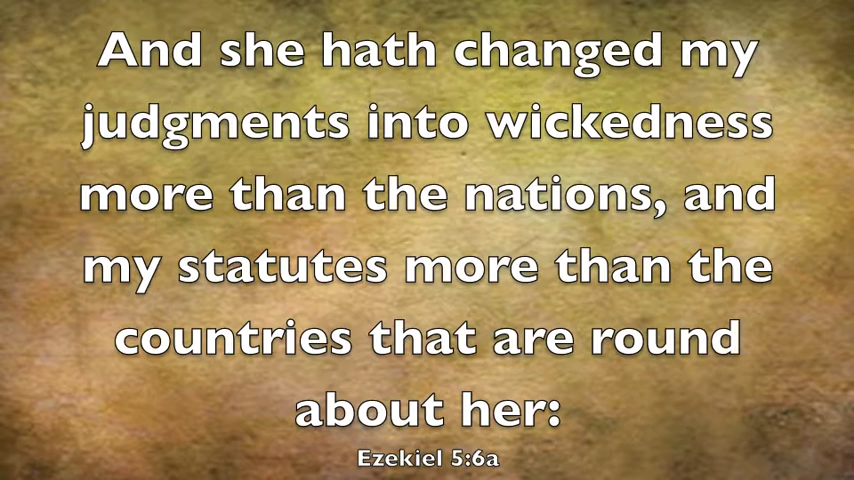 And she hath changed my
judgments into wickedness
more than the nations, and
my statutes more than the
countries that are round
about her:
Ezekiel 5:6a